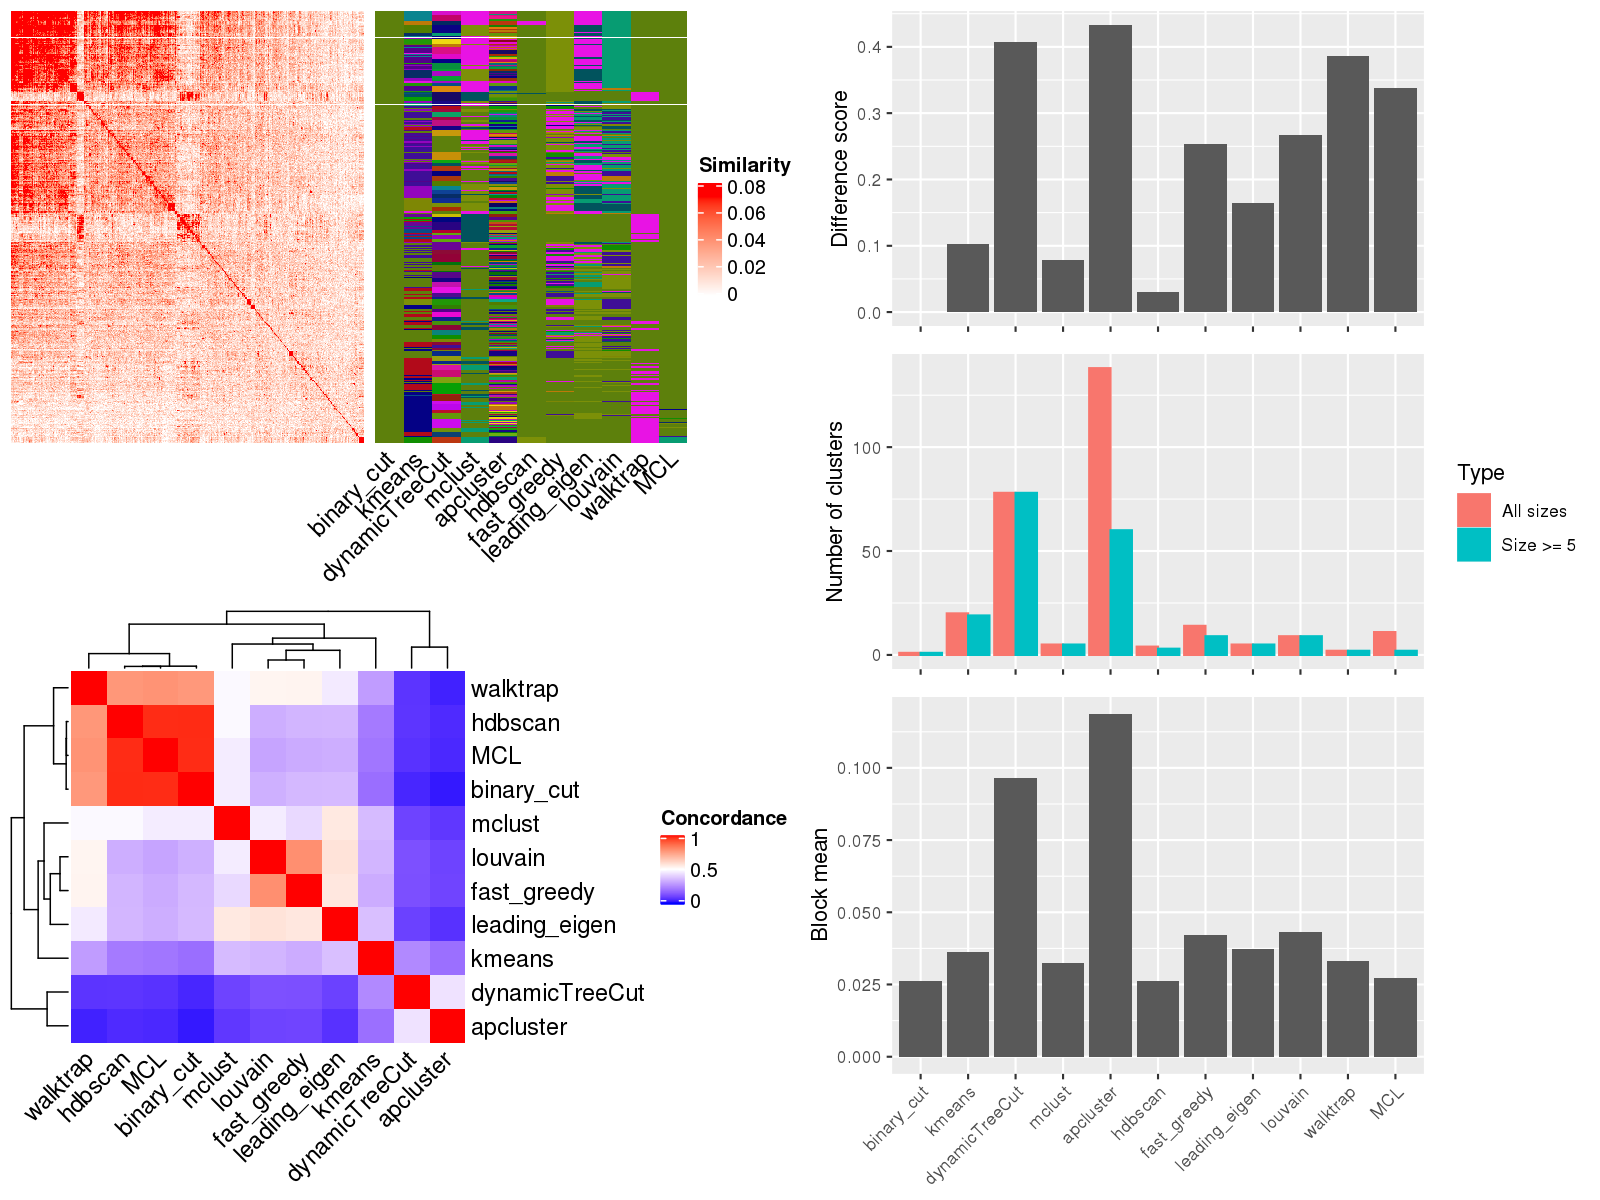 Similarity
0.08
0.06
0.04
0.02
0
binary_cut
kmeans
dynamicTreeCut
mclust
apcluster
hdbscan
fast_greedy
leading_eigen
louvain
walktrap
MCL
walktrap
hdbscan
MCL
binary_cut
mclust
louvain
fast_greedy
leading_eigen
kmeans
dynamicTreeCut
apcluster
walktrap
hdbscan
MCL
binary_cut
mclust
louvain
fast_greedy
leading_eigen
kmeans
dynamicTreeCut
apcluster
Concordance
1
0.5
0
Difference score
0.4
0.3
0.2
0.1
0.0
Number of clusters
100
50
0
Type
All sizes
Size >= 5
Block mean
0.100
0.075
0.050
0.025
0.000
binary_cut
kmeans
dynamicTreeCut
mclust
apcluster
hdbscan
fast_greedy
leading_eigen
louvain
walktrap
MCL